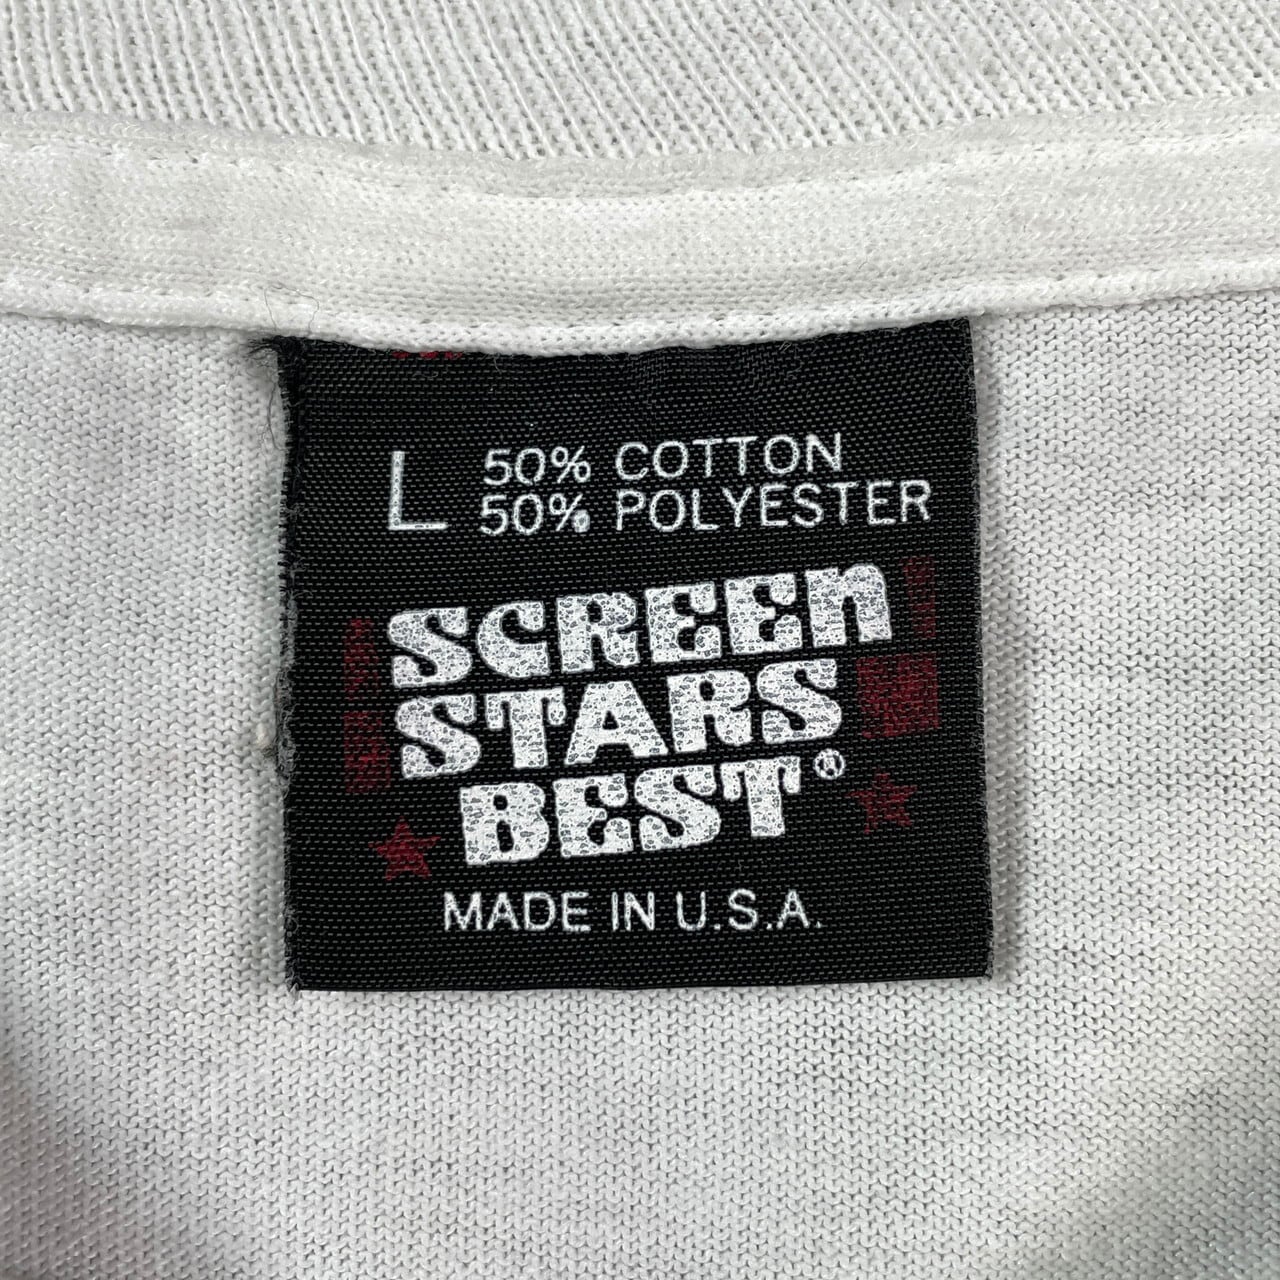 L 50% COTTON
50% POLYESTER
SCREEN
STARS
BEST®
MADE IN U.S.A.